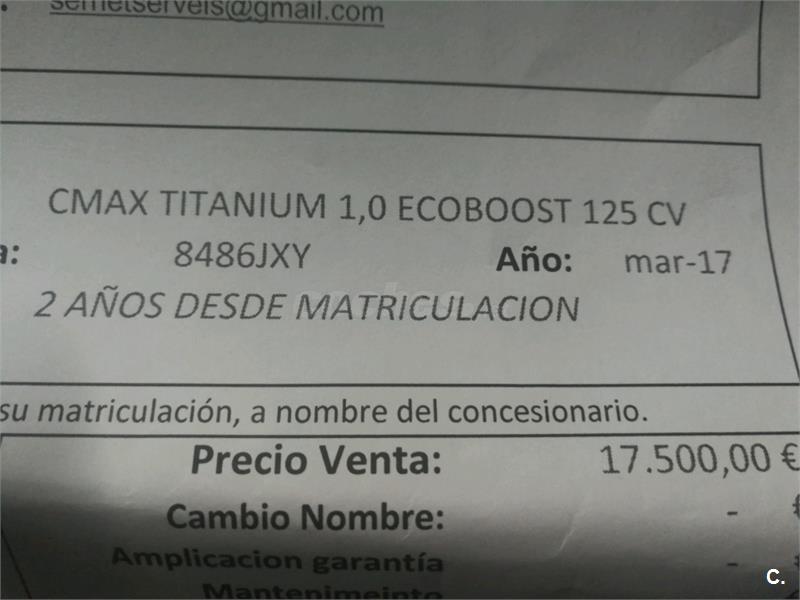 semetserveis@gmail.com
CMAX TITANIUM 1,0 ECOBOOST 125 CV
a: 8486JXY Año: mar-17
2 AÑOS DESDE MATRICULACION
su matriculación, a nombre del concesionario.
Precio Venta: 17.500,00 €
Cambio Nombre: - €
Amplicacion garantía -
Mantenimeinto
C.